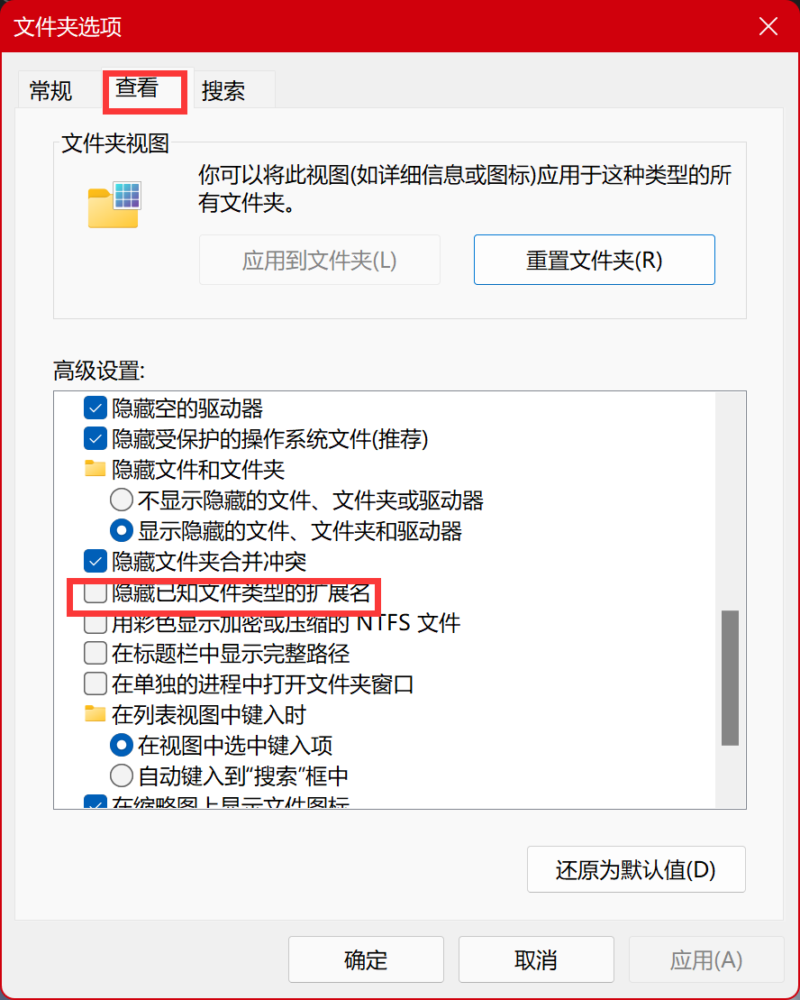 文件夹选项
常规
查看
搜索
文件夹视图
你可以将此视图(如详细信息或图标)应用于这种类型的所
有文件夹。
应用到文件夹(L)
重置文件夹(R)
高级设置:
隐藏空的驱动器
隐藏受保护的操作系统文件(推荐)
隐藏文件和文件夹
不显示隐藏的文件、文件夹或驱动器
显示隐藏的文件、文件夹和驱动器
隐藏文件夹合并冲突
隐藏已知文件类型的扩展名
用彩色显示加密或压缩的 NTFS 文件
在标题栏中显示完整路径
在单独的进程中打开文件夹窗口
在列表视图中键入时
在视图中选中键入项
自动键入到“搜索”框中
在缩略图上显示文件图标
还原为默认值(D)
确定
取消
应用(A)